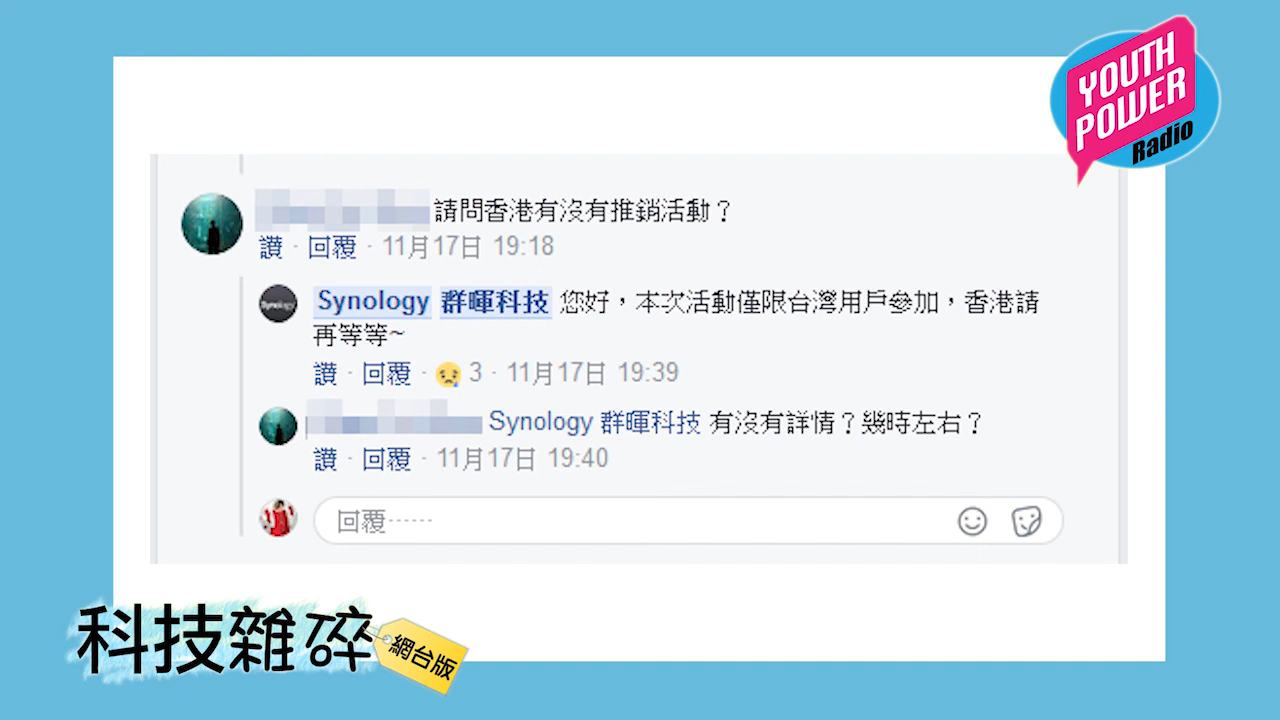 YOUTH
POWER
Radio
請問香港有沒有推銷活動？
讚 · 回覆 · 11月17日 19:18
Synology 群暉科技 您好，本次活動僅限台灣用戶參加，香港請
再等等~
讚 · 回覆 · 3 · 11月17日 19:39
Synology 群暉科技 有沒有詳情？幾時左右？
讚 · 回覆 · 11月17日 19:40
回覆······
科技雜碎
網台版